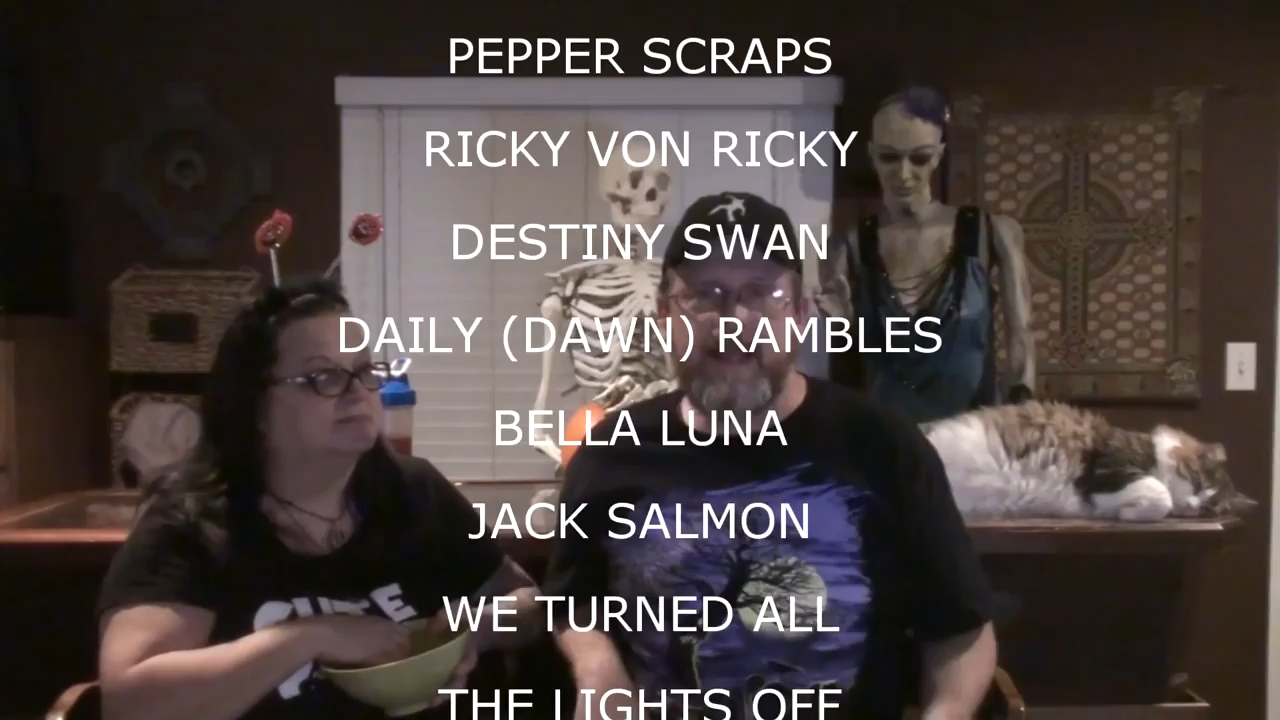 PEPPER SCRAPS
RICKY VON RICKY
DESTINY SWAN
DAILY (DAWN) RAMBLES
BELLA LUNA
JACK SALMON
WE TURNED ALL
THE LIGHTS OFF